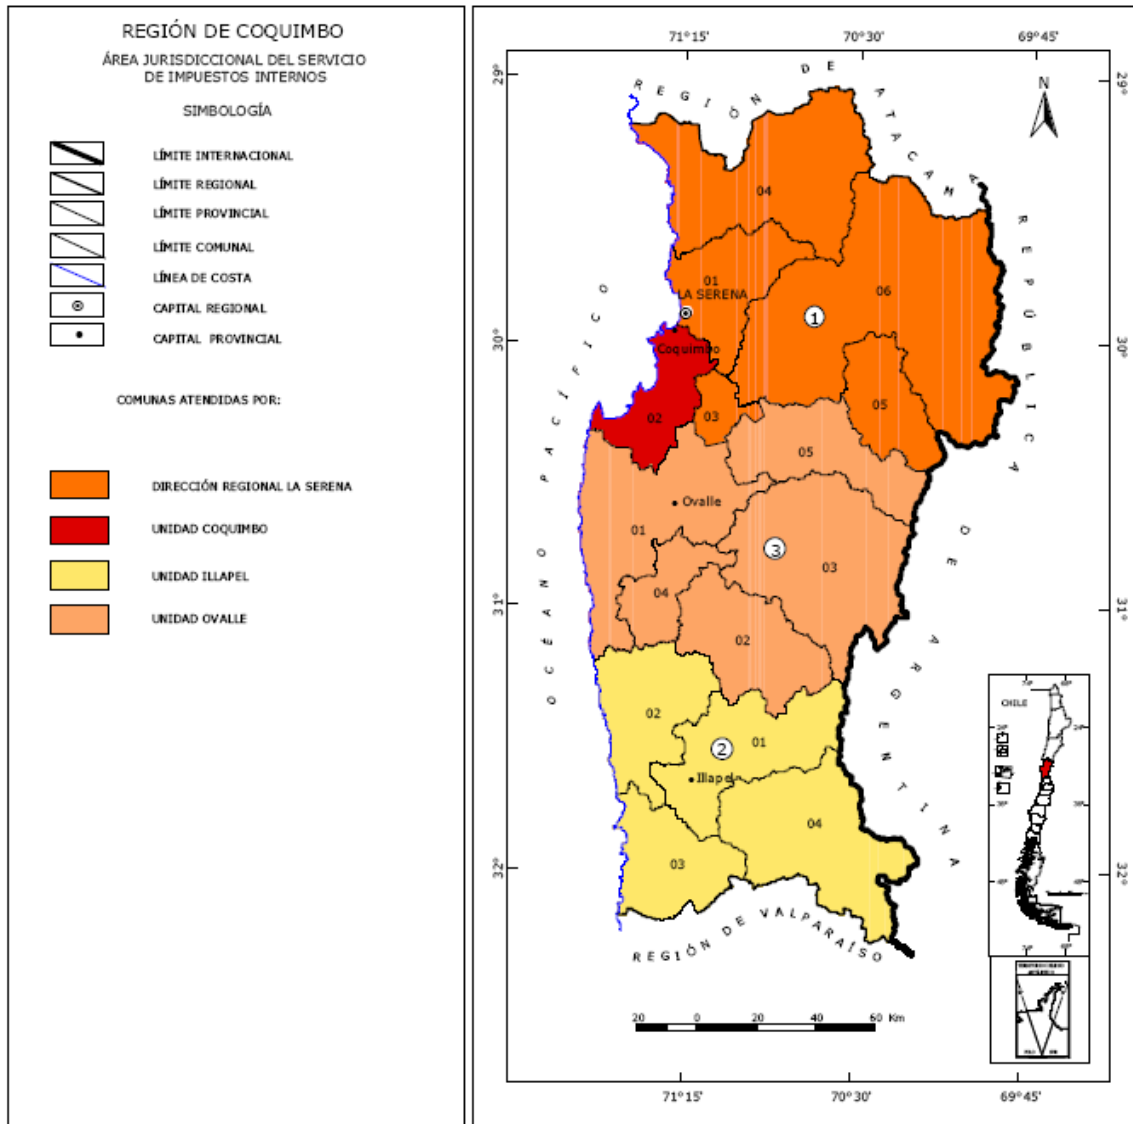 REGIÓN DE COQUIMBO
ÁREA JURISDICCIONAL DEL SERVICIO
DE IMPUESTOS INTERNOS
SIMBOLOGÍA
LÍMITE INTERNACIONAL
LÍMITE REGIONAL
LÍMITE PROVINCIAL
LÍMITE COMUNAL
LÍNEA DE COSTA
CAPITAL REGIONAL
CAPITAL PROVINCIAL
COMUNAS ATENDIDAS POR:
DIRECCIÓN REGIONAL LA SERENA
UNIDAD COQUIMBO
UNIDAD ILLAPEL
UNIDAD OVALLE
71°15' 70°30' 69°45'
29° 29°
REGIÓN DE ATACAMA
N
04
01
LA SERENA
06
1
REPÚBLICA DE ARGENTINA
OCÉANO PACÍFICO
30° 30°
Coquimbo
02
03
05
05
Ovalle
01
3
03
04
31° 31°
02
02
01
2
Illapel
04
03
32° 32°
REGIÓN DE VALPARAÍSO
20 0 20 40 60 Km
71°15' 70°30' 69°45'
CHILE